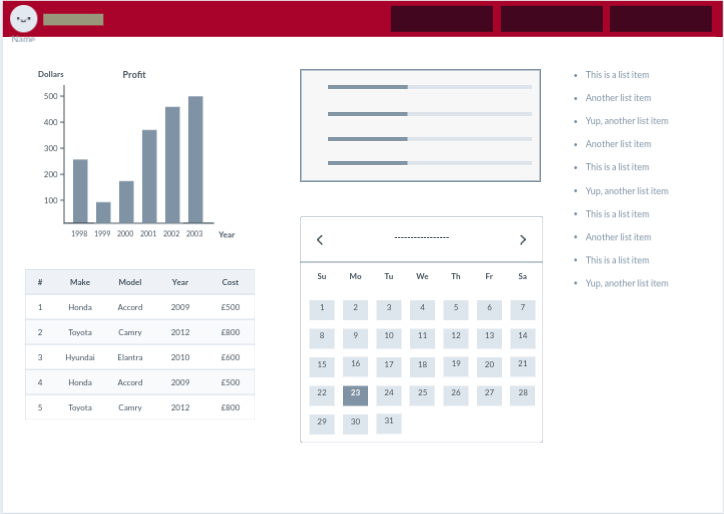 Name
Dollars Profit
500
400
300
200
100
1998 1999 2000 2001 2002 2003 Year
# Make Model Year Cost
1 Honda Accord 2009 £500
2 Toyota Camry 2012 £800
3 Hyundai Elantra 2010 £600
4 Honda Accord 2009 £500
5 Toyota Camry 2012 £800
Su Mo Tu We Th Fr Sa
1 2 3 4 5 6 7
8 9 10 11 12 13 14
15 16 17 18 19 20 21
22 23 24 25 26 27 28
29 30 31
• This is a list item
• Another list item
• Yup, another list item
• Another list item
• This is a list item
• Yup, another list item
• This is a list item
• Another list item
• This is a list item
• Yup, another list item